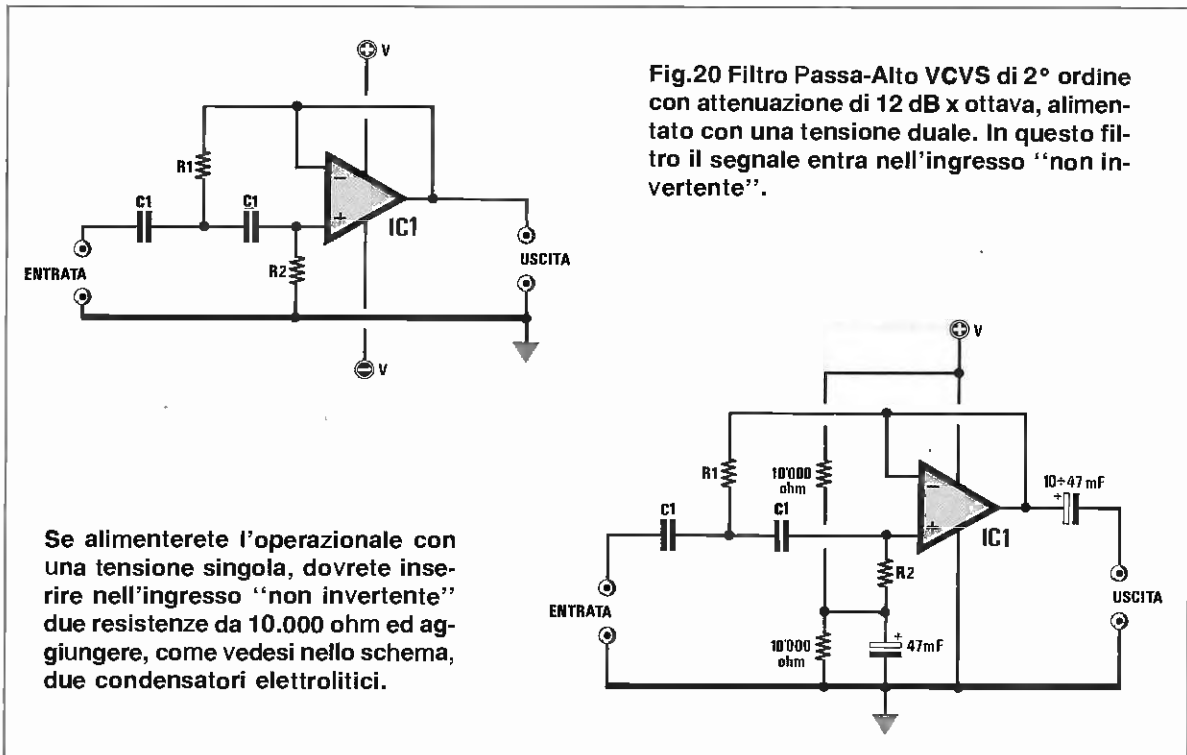 V
Fig.20 Filtro Passa-Alto VCVS di 2° ordine
con attenuazione di 12 dB x ottava, alimen-
tato con una tensione duale. In questo fil-
tro il segnale entra nell'ingresso “non in-
vertente”.
R1
C1
C1
−
+
IC1
ENTRATA
R2
USCITA
V
V
R1
10'000
ohm
C1
C1
−
+
IC1
10÷47 mF
+
R2
ENTRATA
USCITA
10'000
ohm
+
47mF
Se alimenterete l'operazionale con
una tensione singola, dovrete inse-
rire nell'ingresso “non invertente”
due resistenze da 10.000 ohm ed ag-
giungere, come vedesi nello schema,
due condensatori elettrolitici.